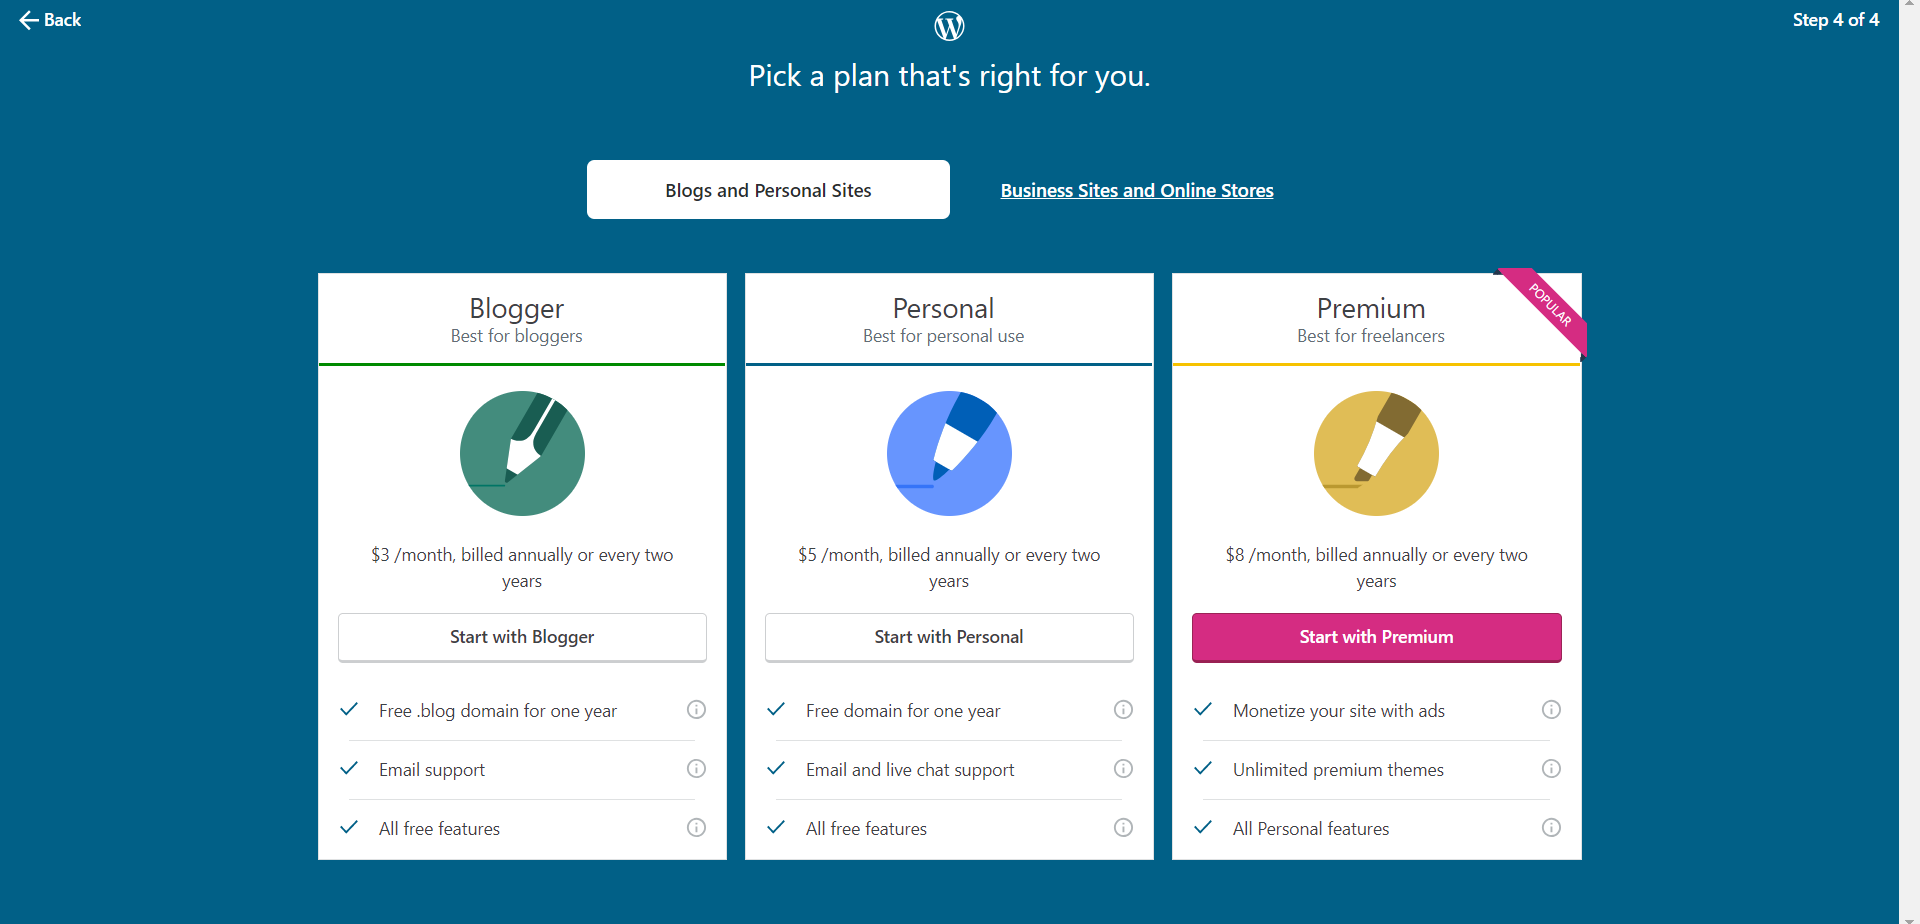 Back
Step 4 of 4
Pick a plan that's right for you.
Blogs and Personal Sites
Business Sites and Online Stores
Blogger
Best for bloggers
$3 /month, billed annually or every two
years
Start with Blogger
Free .blog domain for one year
Email support
All free features
Personal
Best for personal use
$5 /month, billed annually or every two
years
Start with Personal
Free domain for one year
Email and live chat support
All free features
POPULAR
Premium
Best for freelancers
$8 /month, billed annually or every two
years
Start with Premium
Monetize your site with ads
Unlimited premium themes
All Personal features